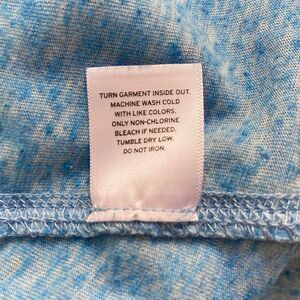 TURN GARMENT INSIDE OUT.
MACHINE WASH COLD
WITH LIKE COLORS.
ONLY NON-CHLORINE
BLEACH IF NEEDED.
TUMBLE DRY LOW.
DO NOT IRON.